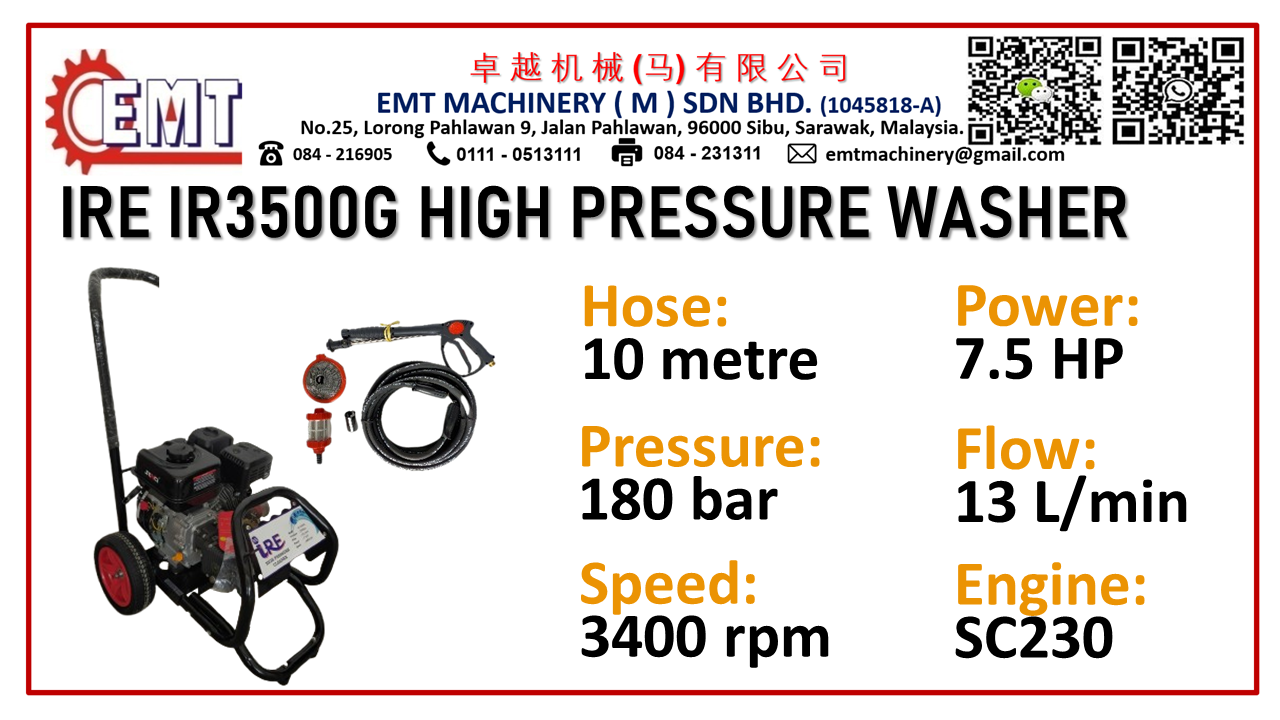 EMT
卓越机械(马)有限公司
EMT MACHINERY ( M ) SDN BHD. (1045818-A)
No.25, Lorong Pahlawan 9, Jalan Pahlawan, 96000 Sibu, Sarawak, Malaysia.
084 - 216905 0111 - 0513111 084 - 231311 emtmachinery@gmail.com
IRE IR3500G HIGH PRESSURE WASHER
Hose: Power:
10 metre 7.5 HP
Pressure: Flow:
180 bar 13 L/min
Speed: Engine:
3400 rpm SC230
iRE